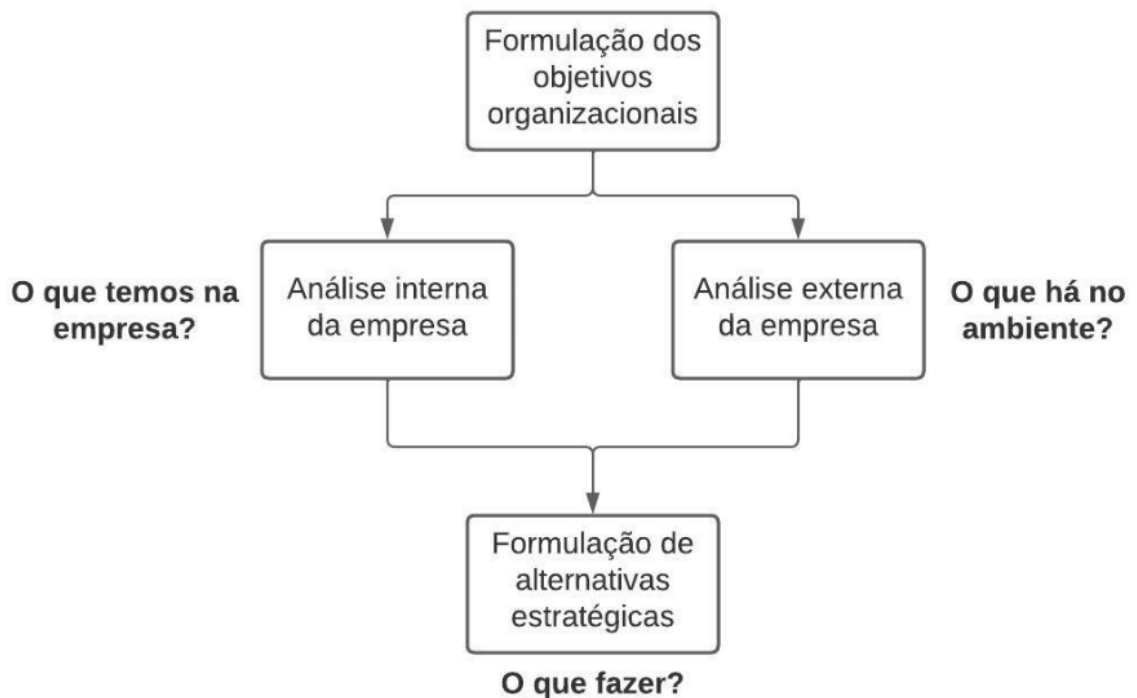 Formulação dos
objetivos
organizacionais
O que temos na
empresa?
Análise interna
da empresa
Análise externa
da empresa
O que há no
ambiente?
Formulação de
alternativas
estratégicas
O que fazer?